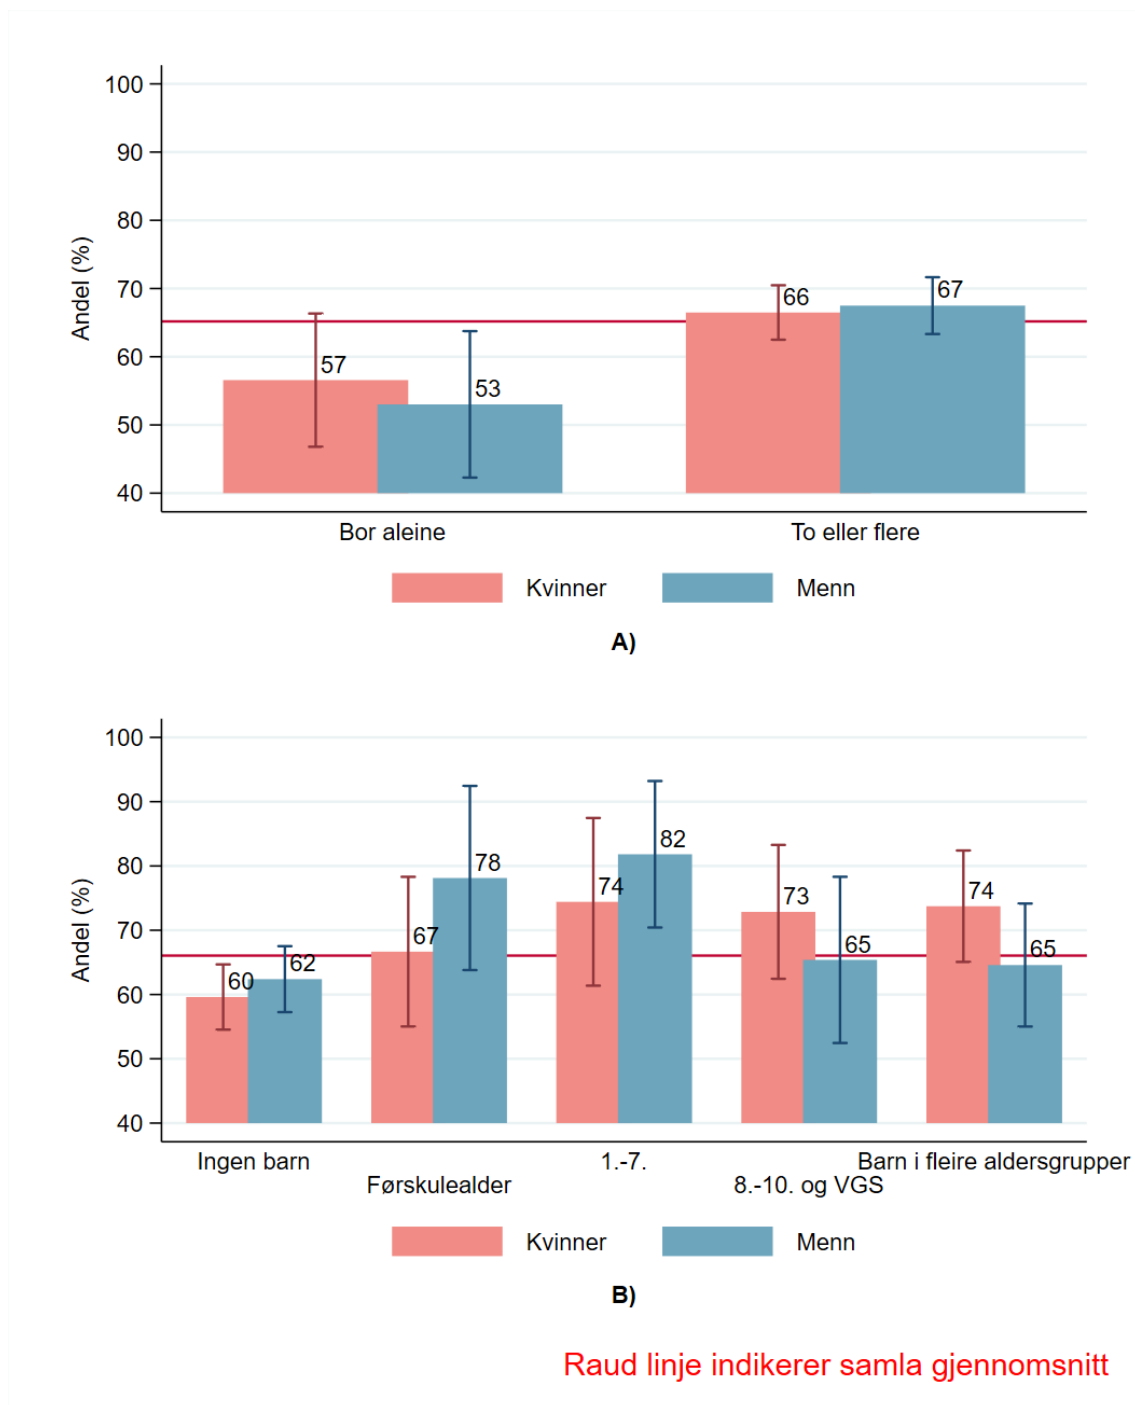 100
90
80
70
60
50
40
Andel (%)
57
53
66
67
Bor aleine
To eller flere
Kvinner
Menn
A)
100
90
80
70
60
50
40
Andel (%)
60
62
67
78
74
82
73
65
74
65
Ingen barn
Førskulealder
1.-7.
8.-10. og VGS
Barn i fleire aldersgrupper
Kvinner
Menn
B)
Raud linje indikerer samla gjennomsnitt